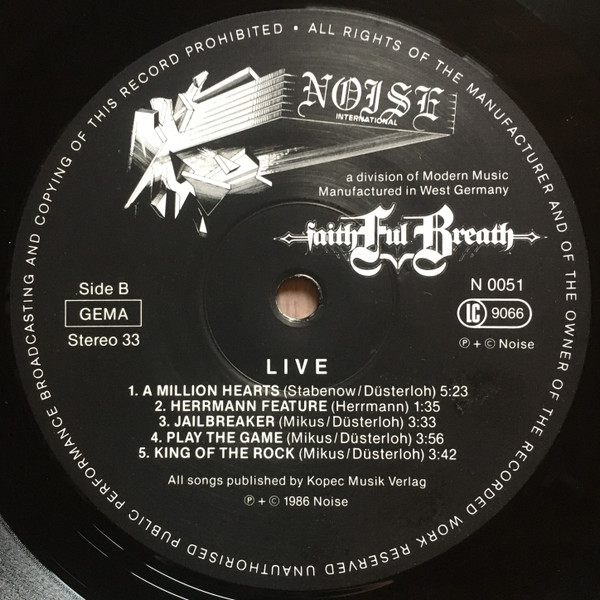 UNAUTHORISED PUBLIC PERFORMANCE BROADCASTING AND COPYING OF THIS RECORD PROHIBITED ▪ ALL RIGHTS OF THE MANUFACTURER AND OF THE OWNER OF THE RECORDED WORK RESERVED
NOISE
INTERNATIONAL
a division of Modern Music
Manufactured in West Germany
faithful Breath
Side B
GEMA
Stereo 33
N 0051
LC 9066
℗ + © Noise
LIVE
1. A MILLION HEARTS (Stabenow/Düsterloh) 5:23
2. HERRMANN FEATURE (Herrmann) 1:35
3. JAILBREAKER (Mikus/Düsterloh) 3:33
4. PLAY THE GAME (Mikus/Düsterloh) 3:56
5. KING OF THE ROCK (Mikus/Düsterloh) 3:42
All songs published by Kopec Musik Verlag
℗ + © 1986 Noise